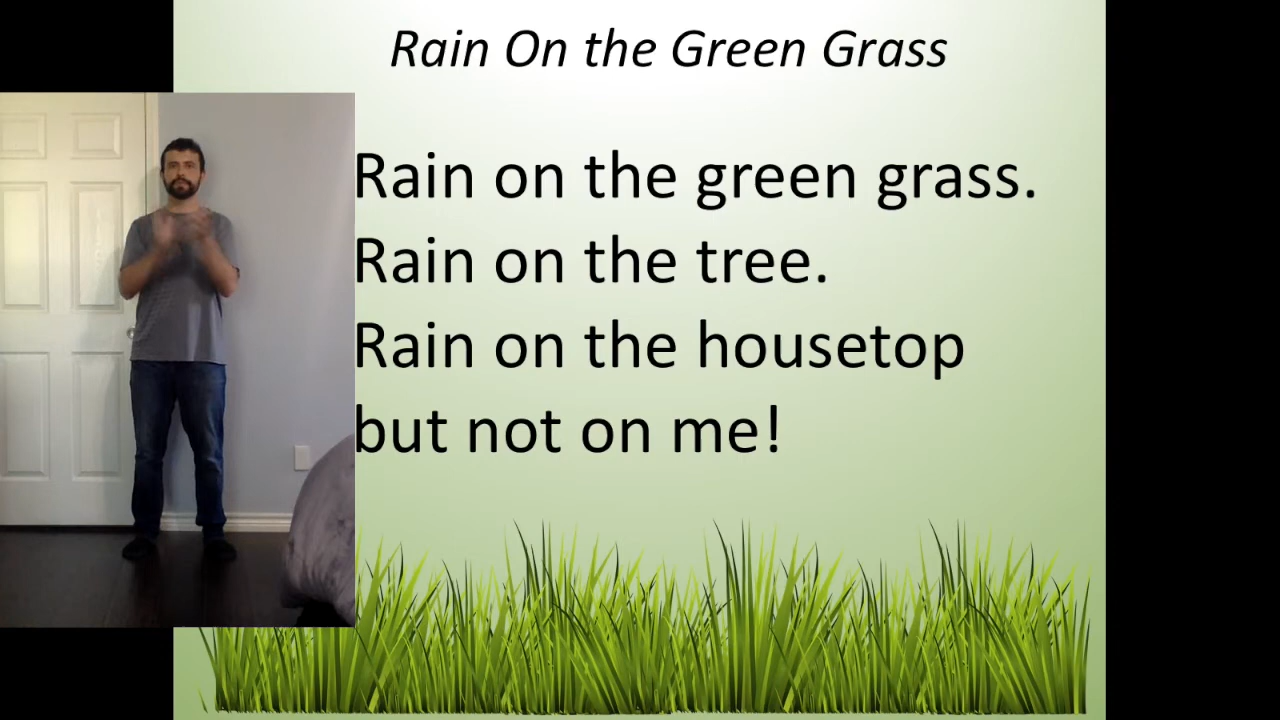 Rain On the Green Grass
Rain on the green grass.
Rain on the tree.
Rain on the housetop
but not on me!